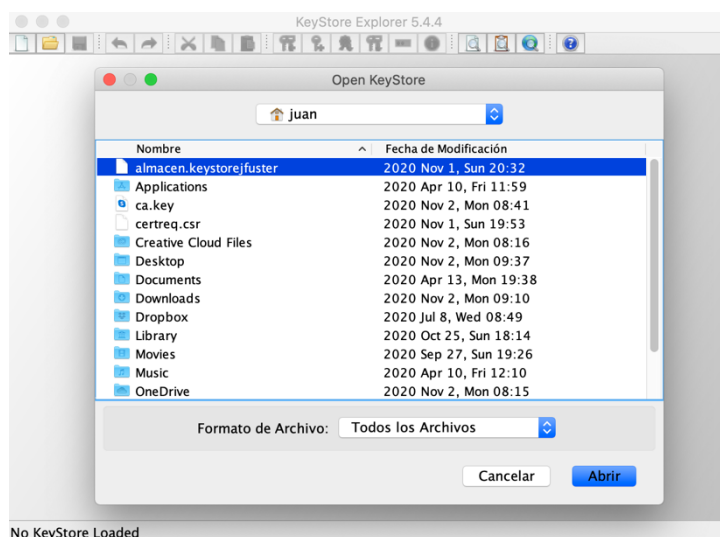 KeyStore Explorer 5.4.4
Open KeyStore
juan
Nombre Fecha de Modificación
almacen.keystorejfuster 2020 Nov 1, Sun 20:32
Applications 2020 Apr 10, Fri 11:59
ca.key 2020 Nov 2, Mon 08:41
certreq.csr 2020 Nov 1, Sun 19:53
Creative Cloud Files 2020 Nov 2, Mon 08:16
Desktop 2020 Nov 2, Mon 09:37
Documents 2020 Apr 13, Mon 19:38
Downloads 2020 Nov 2, Mon 09:10
Dropbox 2020 Jul 8, Wed 08:49
Library 2020 Oct 25, Sun 18:14
Movies 2020 Sep 27, Sun 19:26
Music 2020 Apr 10, Fri 12:10
OneDrive 2020 Nov 2, Mon 08:15
Formato de Archivo: Todos los Archivos
Cancelar Abrir
No KeyStore Loaded